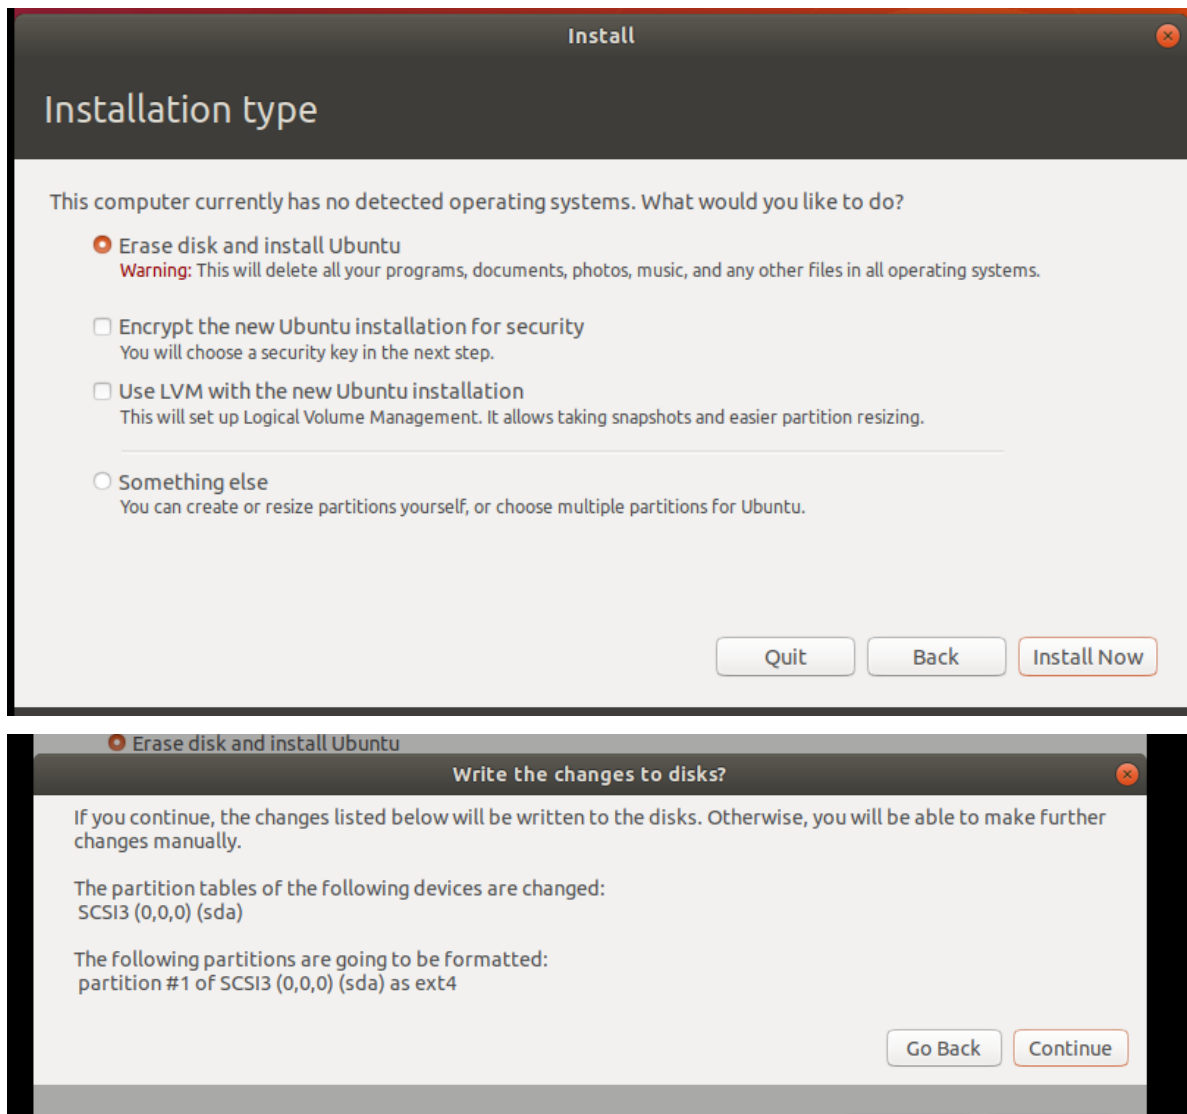 Install
Installation type
This computer currently has no detected operating systems. What would you like to do?
Erase disk and install Ubuntu
Warning: This will delete all your programs, documents, photos, music, and any other files in all operating systems.
Encrypt the new Ubuntu installation for security
You will choose a security key in the next step.
Use LVM with the new Ubuntu installation
This will set up Logical Volume Management. It allows taking snapshots and easier partition resizing.
Something else
You can create or resize partitions yourself, or choose multiple partitions for Ubuntu.
Quit
Back
Install Now
Erase disk and install Ubuntu
Write the changes to disks?
If you continue, the changes listed below will be written to the disks. Otherwise, you will be able to make further
changes manually.
The partition tables of the following devices are changed:
SCSI3 (0,0,0) (sda)
The following partitions are going to be formatted:
partition #1 of SCSI3 (0,0,0) (sda) as ext4
Go Back
Continue